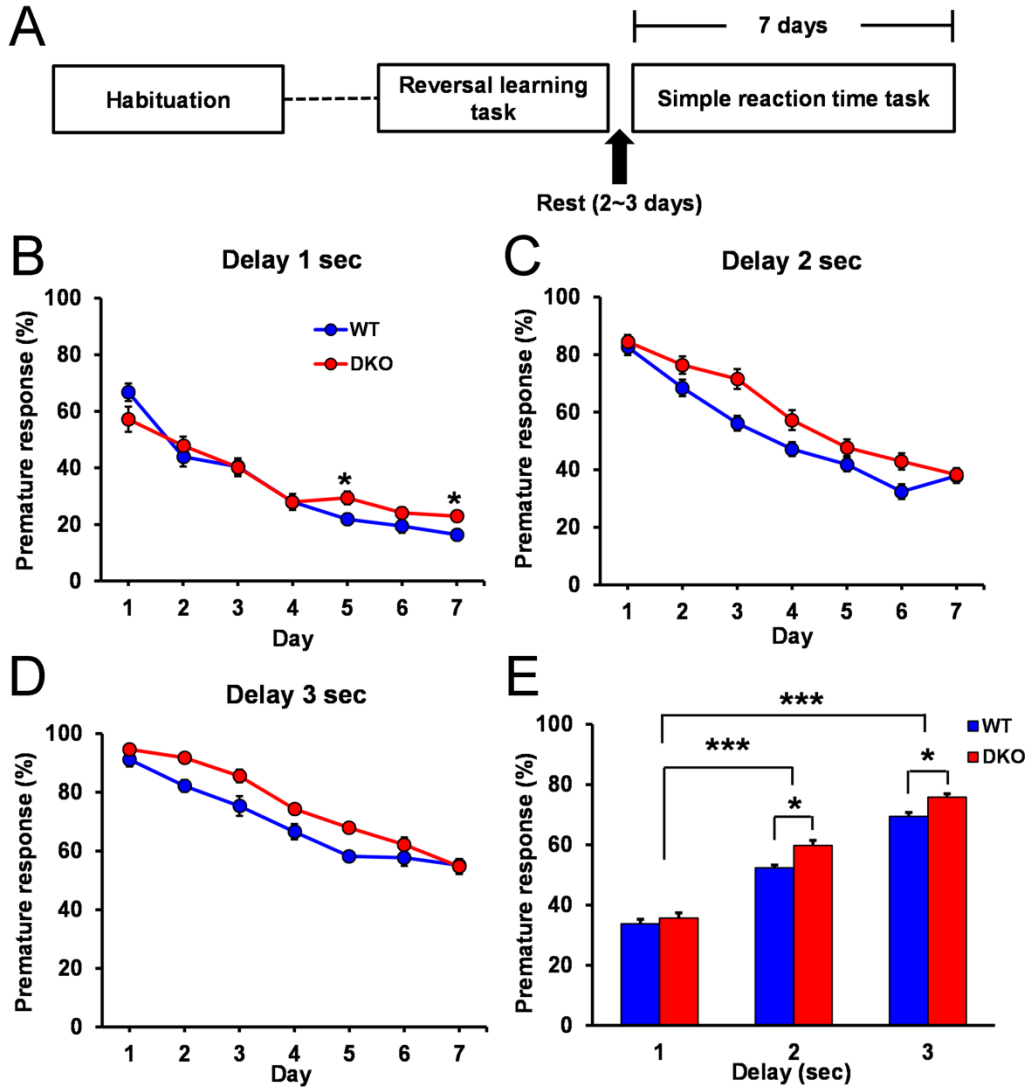 A
7 days
Habituation
Reversal learning
task
Simple reaction time task
Rest (2~3 days)
B
Delay 1 sec
Premature response (%)
100
80
60
40
20
0
WT
DKO
*
*
1 2 3 4 5 6 7
Day
C
Delay 2 sec
Premature response (%)
100
80
60
40
20
0
1 2 3 4 5 6 7
Day
D
Delay 3 sec
Premature response (%)
100
80
60
40
20
0
1 2 3 4 5 6 7
Day
E
Premature response (%)
100
80
60
40
20
0
WT
DKO
***
***
*
*
1 2 3
Delay (sec)